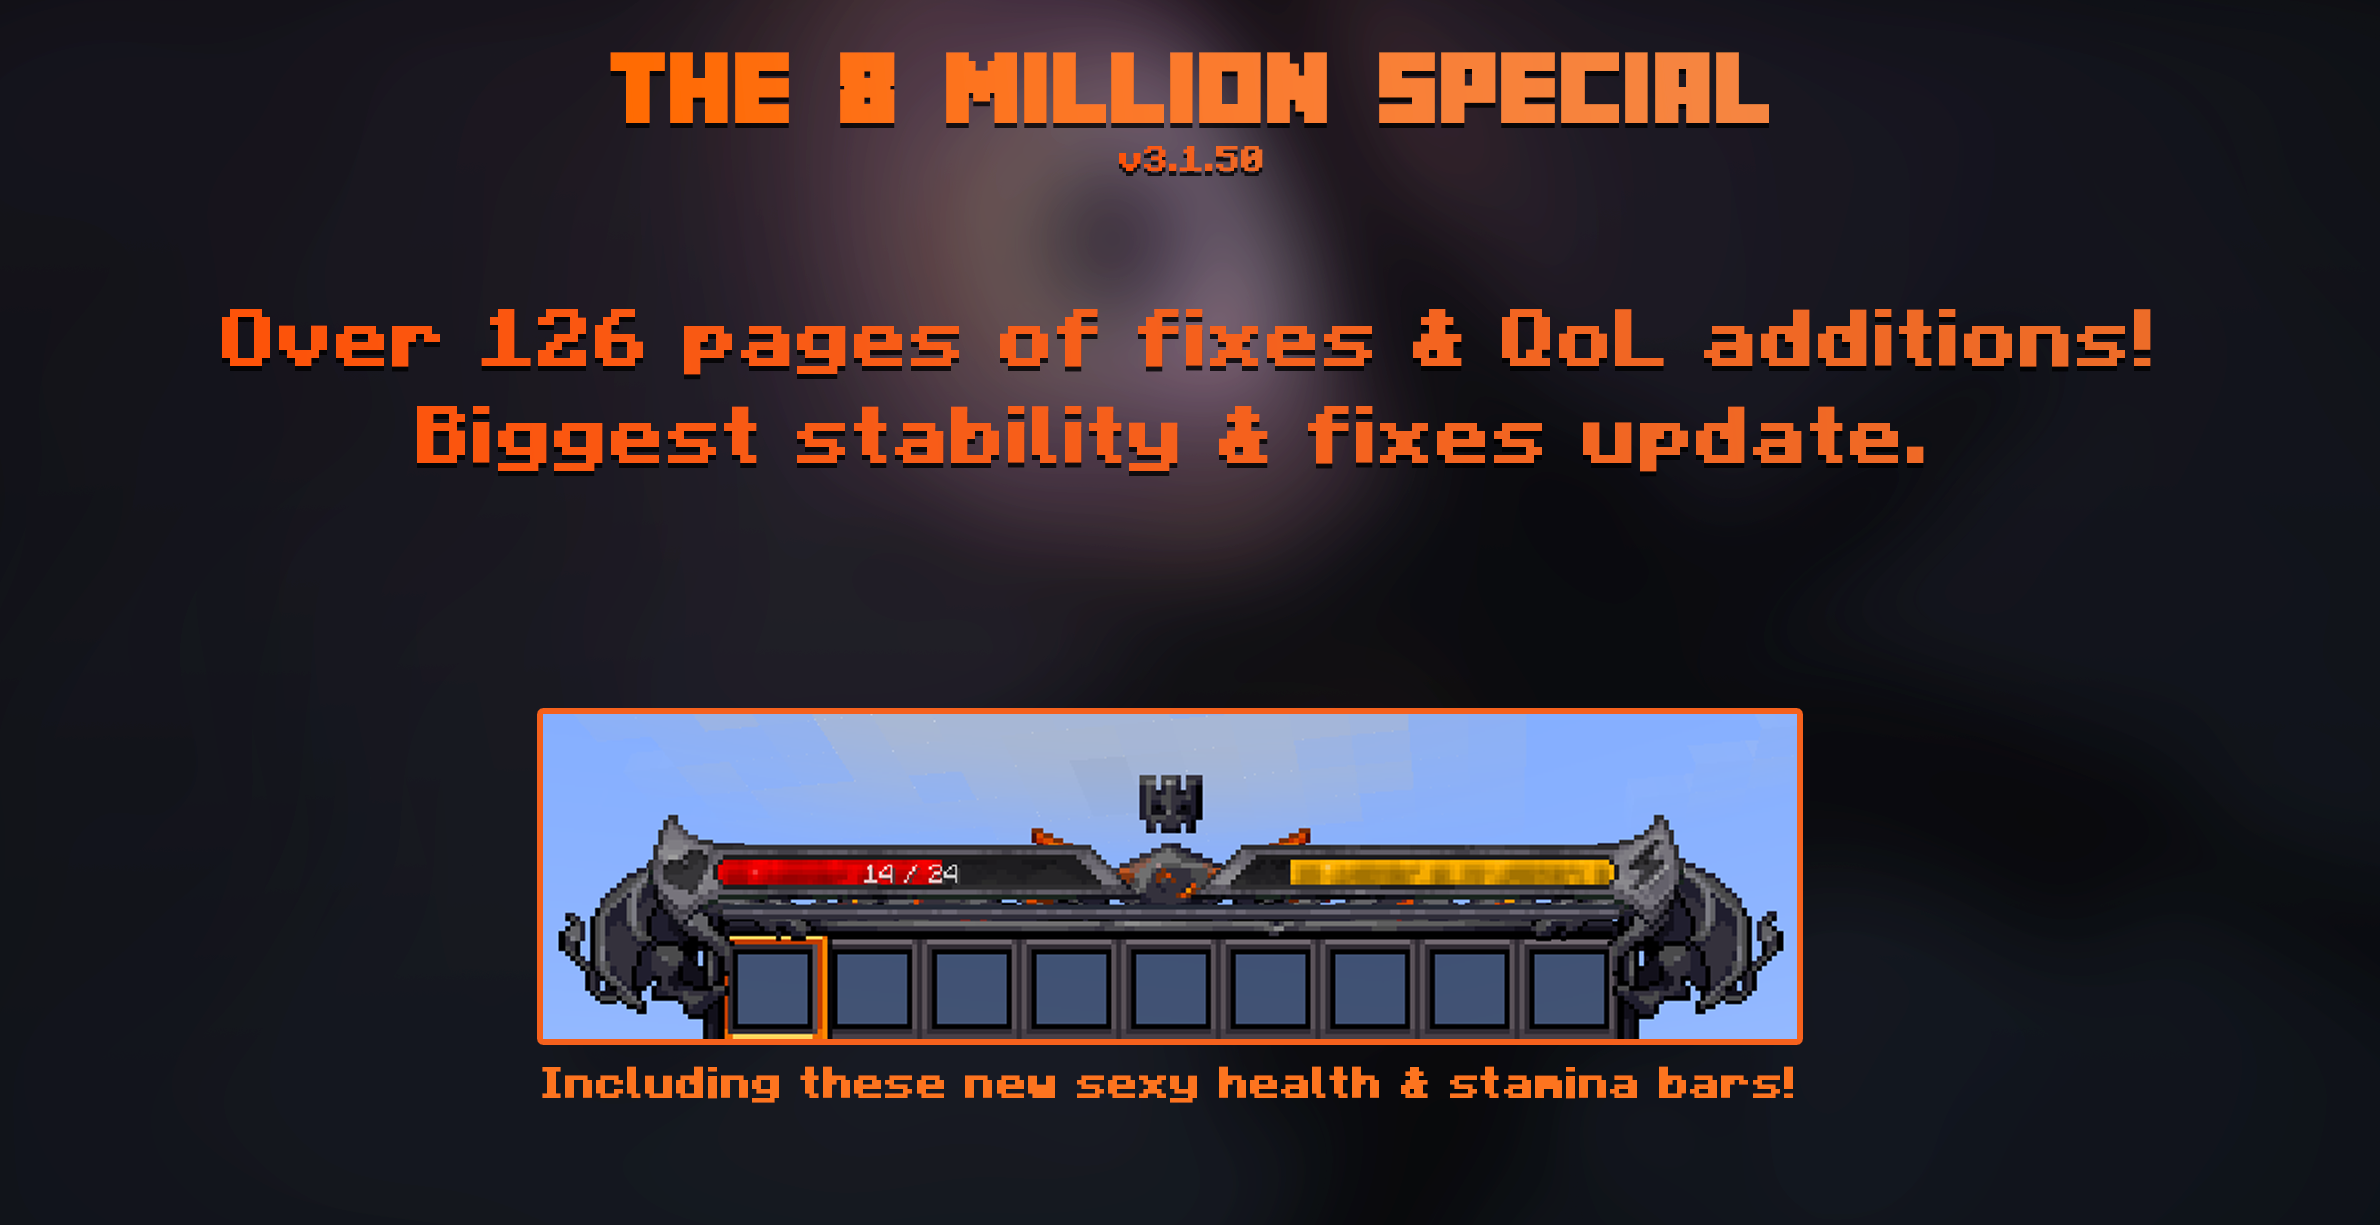 THE 8 MILLION SPECIAL
v3.1.50
Over 126 pages of fixes & QoL additions!
Biggest stability & fixes update.
14 / 24
Including these new sexy health & stamina bars!